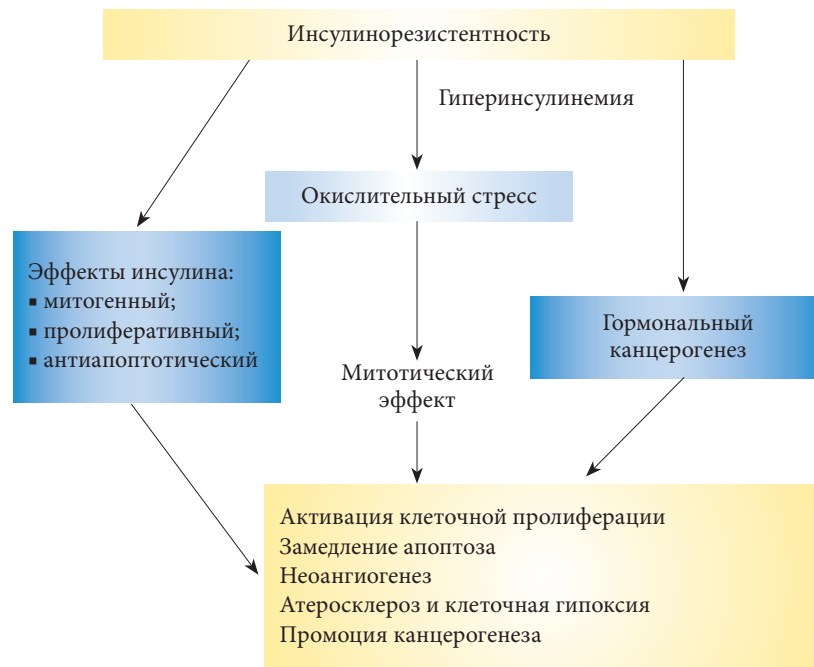 Инсулинорезистентность
Гиперинсулинемия
Окислительный стресс
Эффекты инсулина:
▪ митогенный;
▪ пролиферативный;
▪ антиапоптотический
Гормональный
канцерогенез
Митотический
эффект
Активация клеточной пролиферации
Замедление апоптоза
Неоангиогенез
Атеросклероз и клеточная гипоксия
Промоция канцерогенеза